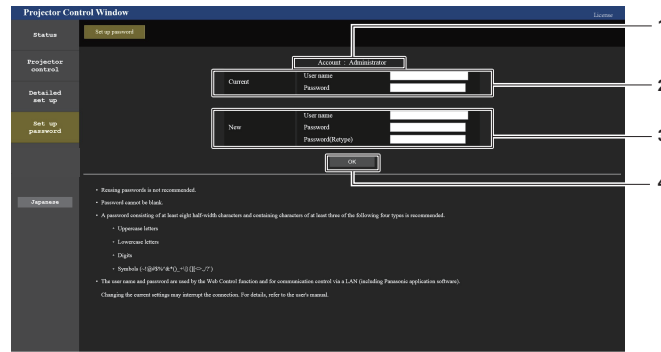 Projector Control Window
License
Status
Set up password
1
Projector
control
Account : Administrator
Current
User name
Password
2
Detailed
set up
Set up
password
New
User name
Password
Password(Retype)
3
OK
4
Japanese
• Reusing passwords is not recommended.
• Password cannot be blank.
• A password consisting of at least eight half-width characters and containing characters of at least three of the following four types is recommended.
• Uppercase letters
• Lowercase letters
• Digits
• Symbols
• The user name and password are used by the Web Control function and for communication control via a LAN (including Panasonic application software).
Changing the current settings may interrupt the connection. For details, refer to the user's manual.